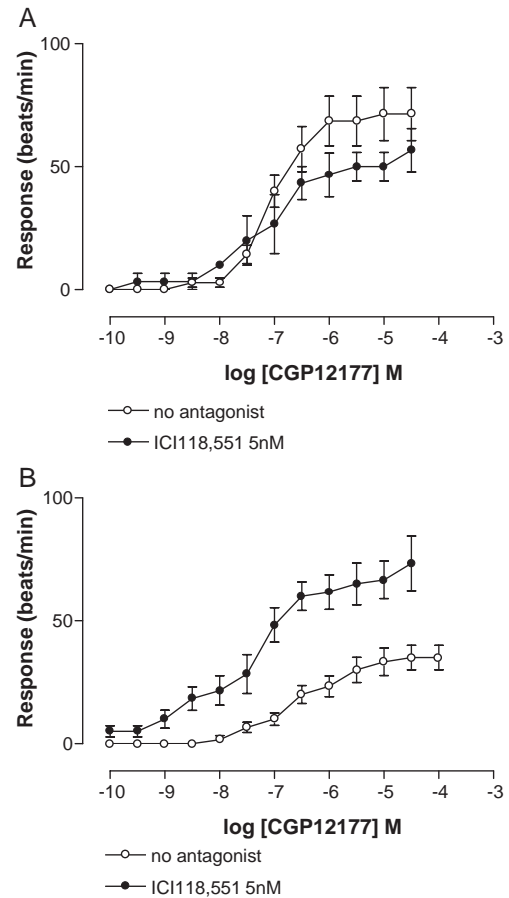 A
Response (beats/min)
100
50
0
-10 -9 -8 -7 -6 -5 -4 -3
log [CGP12177] M
no antagonist
ICI118,551 5nM
B
Response (beats/min)
100
50
0
-10 -9 -8 -7 -6 -5 -4 -3
log [CGP12177] M
no antagonist
ICI118,551 5nM